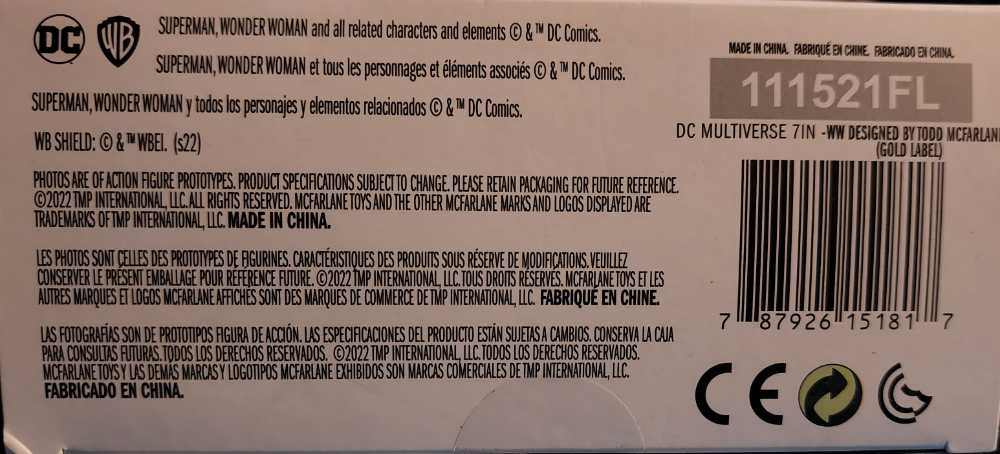 DC WB SUPERMAN, WONDER WOMAN and all related characters and elements © & ™ DC Comics.
SUPERMAN, WONDER WOMAN et tous les personnages et éléments associés © & ™ DC Comics.
SUPERMAN, WONDER WOMAN y todos los personajes y elementos relacionados © & ™ DC Comics.
WB SHIELD: © & ™ WBEI. (s22)
PHOTOS ARE OF ACTION FIGURE PROTOTYPES. PRODUCT SPECIFICATIONS SUBJECT TO CHANGE. PLEASE RETAIN PACKAGING FOR FUTURE REFERENCE.
©2022 TMP INTERNATIONAL, LLC. ALL RIGHTS RESERVED. MCFARLANE TOYS AND THE OTHER MCFARLANE MARKS AND LOGOS DISPLAYED ARE
TRADEMARKS OF TMP INTERNATIONAL, LLC. MADE IN CHINA.
LES PHOTOS SONT CELLES DES PROTOTYPES DE FIGURINES. CARACTÉRISTIQUES DES PRODUITS SOUS RÉSERVE DE MODIFICATIONS. VEUILLEZ
CONSERVER LE PRÉSENT EMBALLAGE POUR RÉFÉRENCE FUTURE. ©2022 TMP INTERNATIONAL, LLC. TOUS DROITS RÉSERVÉS. MCFARLANE TOYS ET LES
AUTRES MARQUES ET LOGOS MCFARLANE AFFICHÉS SONT DES MARQUES DE COMMERCE DE TMP INTERNATIONAL, LLC. FABRIQUÉ EN CHINE.
LAS FOTOGRAFÍAS SON DE PROTOTIPOS FIGURA DE ACCIÓN. LAS ESPECIFICACIONES DEL PRODUCTO ESTÁN SUJETAS A CAMBIOS. CONSERVA LA CAJA
PARA CONSULTAS FUTURAS. TODOS LOS DERECHOS RESERVADOS. ©2022 TMP INTERNATIONAL, LLC. TODOS LOS DERECHOS RESERVADOS.
MCFARLANE TOYS Y LAS DEMÁS MARCAS Y LOGOTIPOS MCFARLANE EXHIBIDOS SON MARCAS COMERCIALES DE TMP INTERNATIONAL, LLC.
FABRICADO EN CHINA.
MADE IN CHINA. FABRIQUÉ EN CHINE. FABRICADO EN CHINA.
111521FL
DC MULTIVERSE 7IN -WW DESIGNED BY TODD MCFARLAN
(GOLD LABEL)
7 87926 15181 7
CE